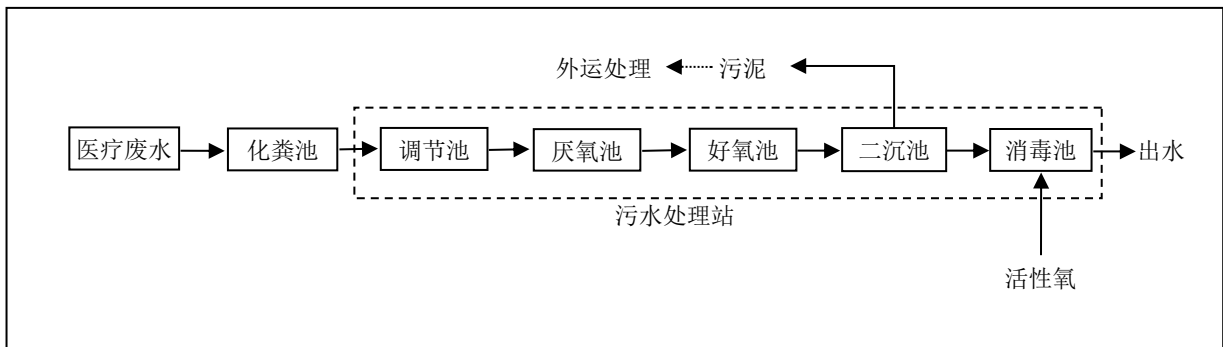 外运处理 污泥
医疗废水 化粪池 调节池 厌氧池 好氧池 二沉池 消毒池 出水
污水处理站
活性氧